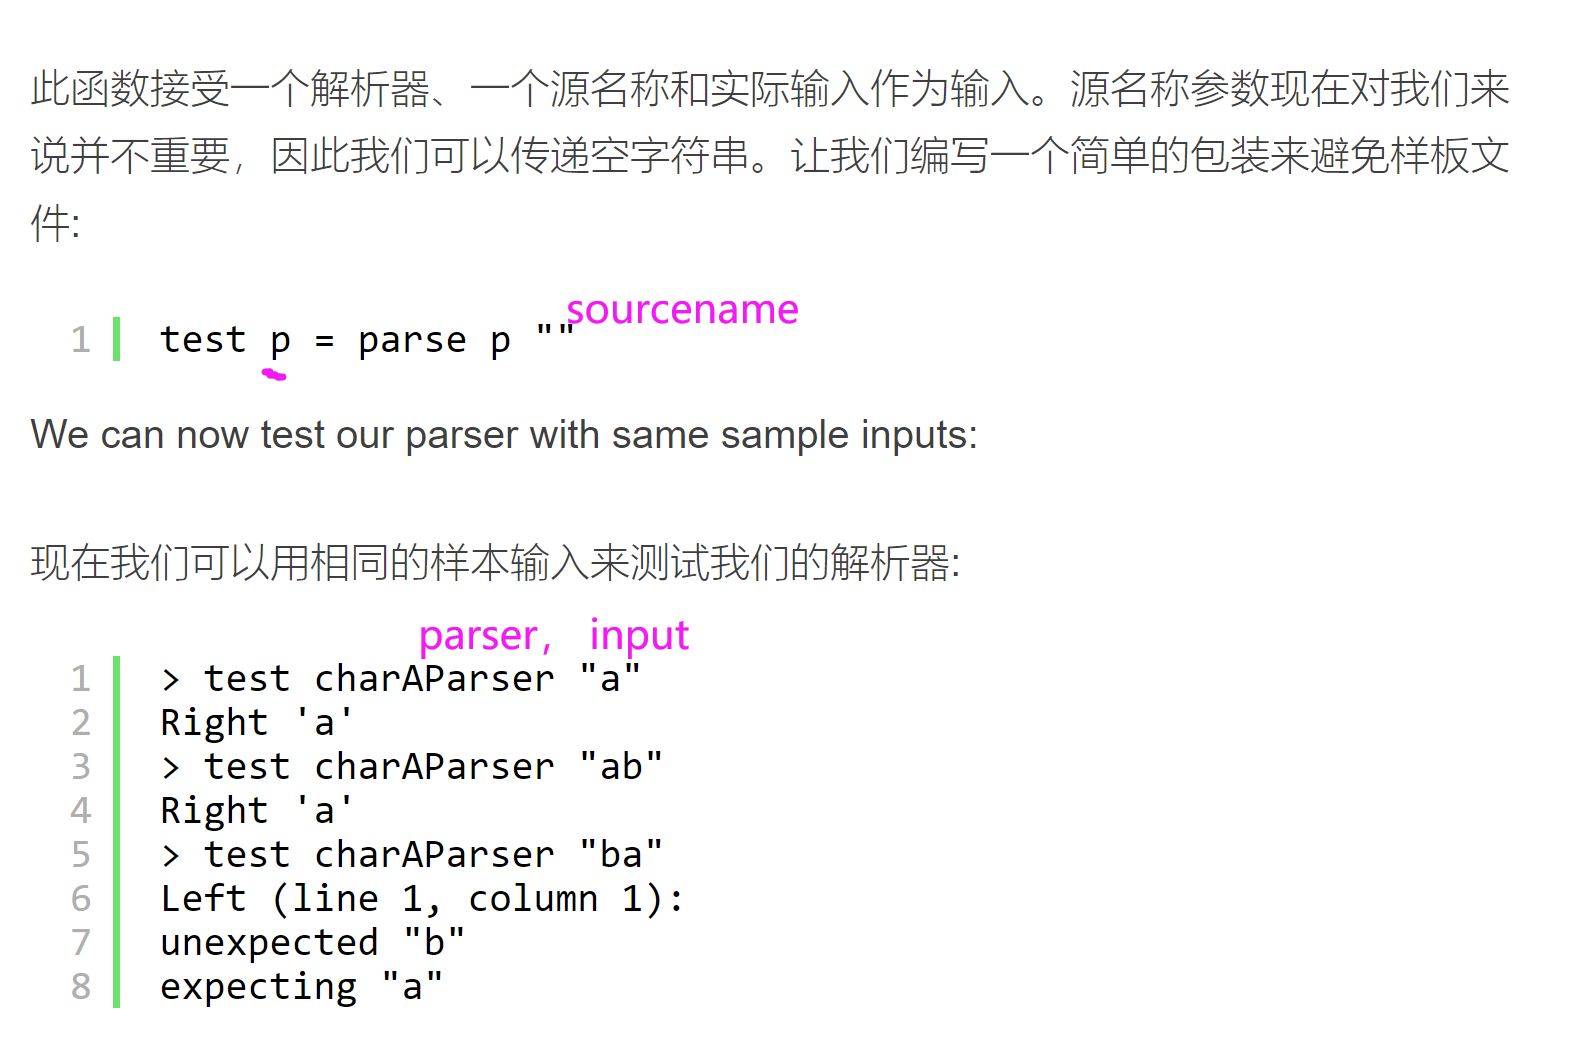 此函数接受一个解析器、一个源名称和实际输入作为输入。源名称参数现在对我们来
说并不重要，因此我们可以传递空字符串。让我们编写一个简单的包装来避免样板文
件:
sourcename
1 test p = parse p ""
We can now test our parser with same sample inputs:
现在我们可以用相同的样本输入来测试我们的解析器:
parser， input
1 > test charAParser "a"
2 Right 'a'
3 > test charAParser "ab"
4 Right 'a'
5 > test charAParser "ba"
6 Left (line 1, column 1):
7 unexpected "b"
8 expecting "a"